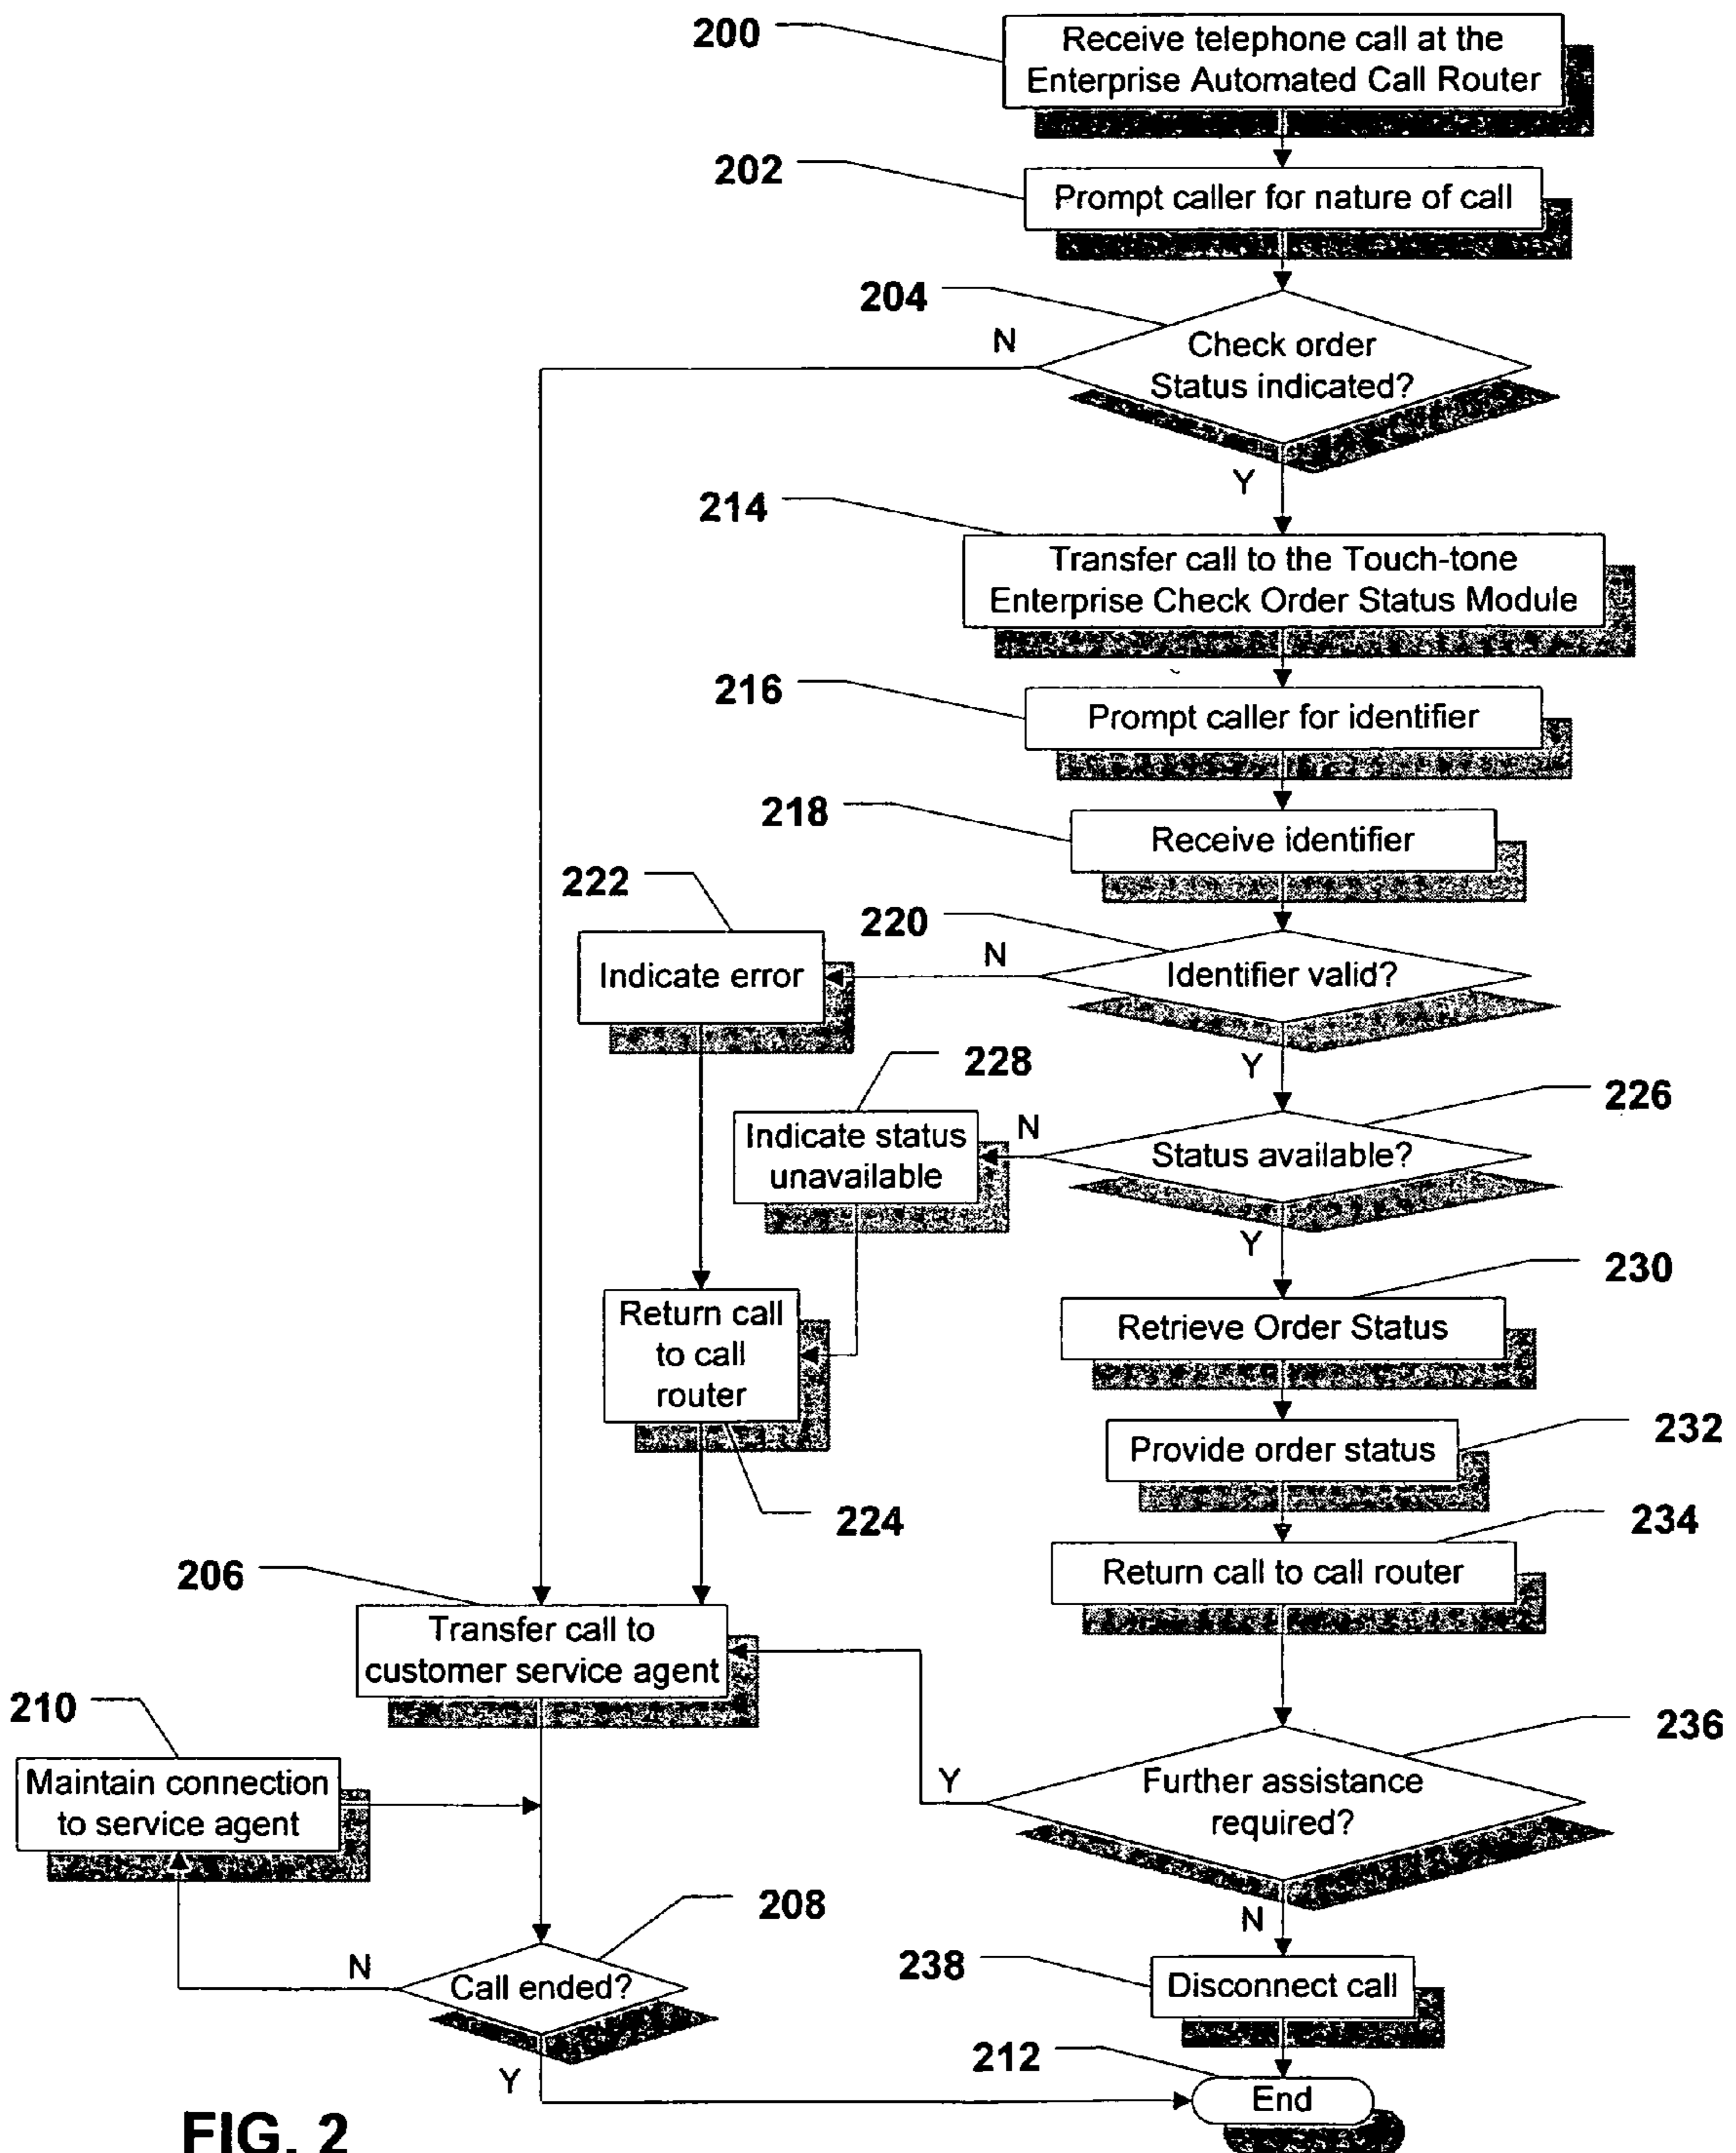 200
Receive telephone call at the
Enterprise Automated Call Router
202
Prompt caller for nature of call
204
N
Check order
Status indicated?
Y
214
Transfer call to the Touch-tone
Enterprise Check Order Status Module
216
Prompt caller for identifier
218
Receive identifier
222
220
Indicate error
N
Identifier valid?
Y
228
226
Indicate status
unavailable
N
Status available?
Y
230
Return call
to call
router
Retrieve Order Status
232
Provide order status
224
234
Return call to call router
206
Transfer call to
customer service agent
210
236
Maintain connection
to service agent
Y
Further assistance
required?
208
N
N
Call ended?
238
Disconnect call
Y
212
End
FIG. 2